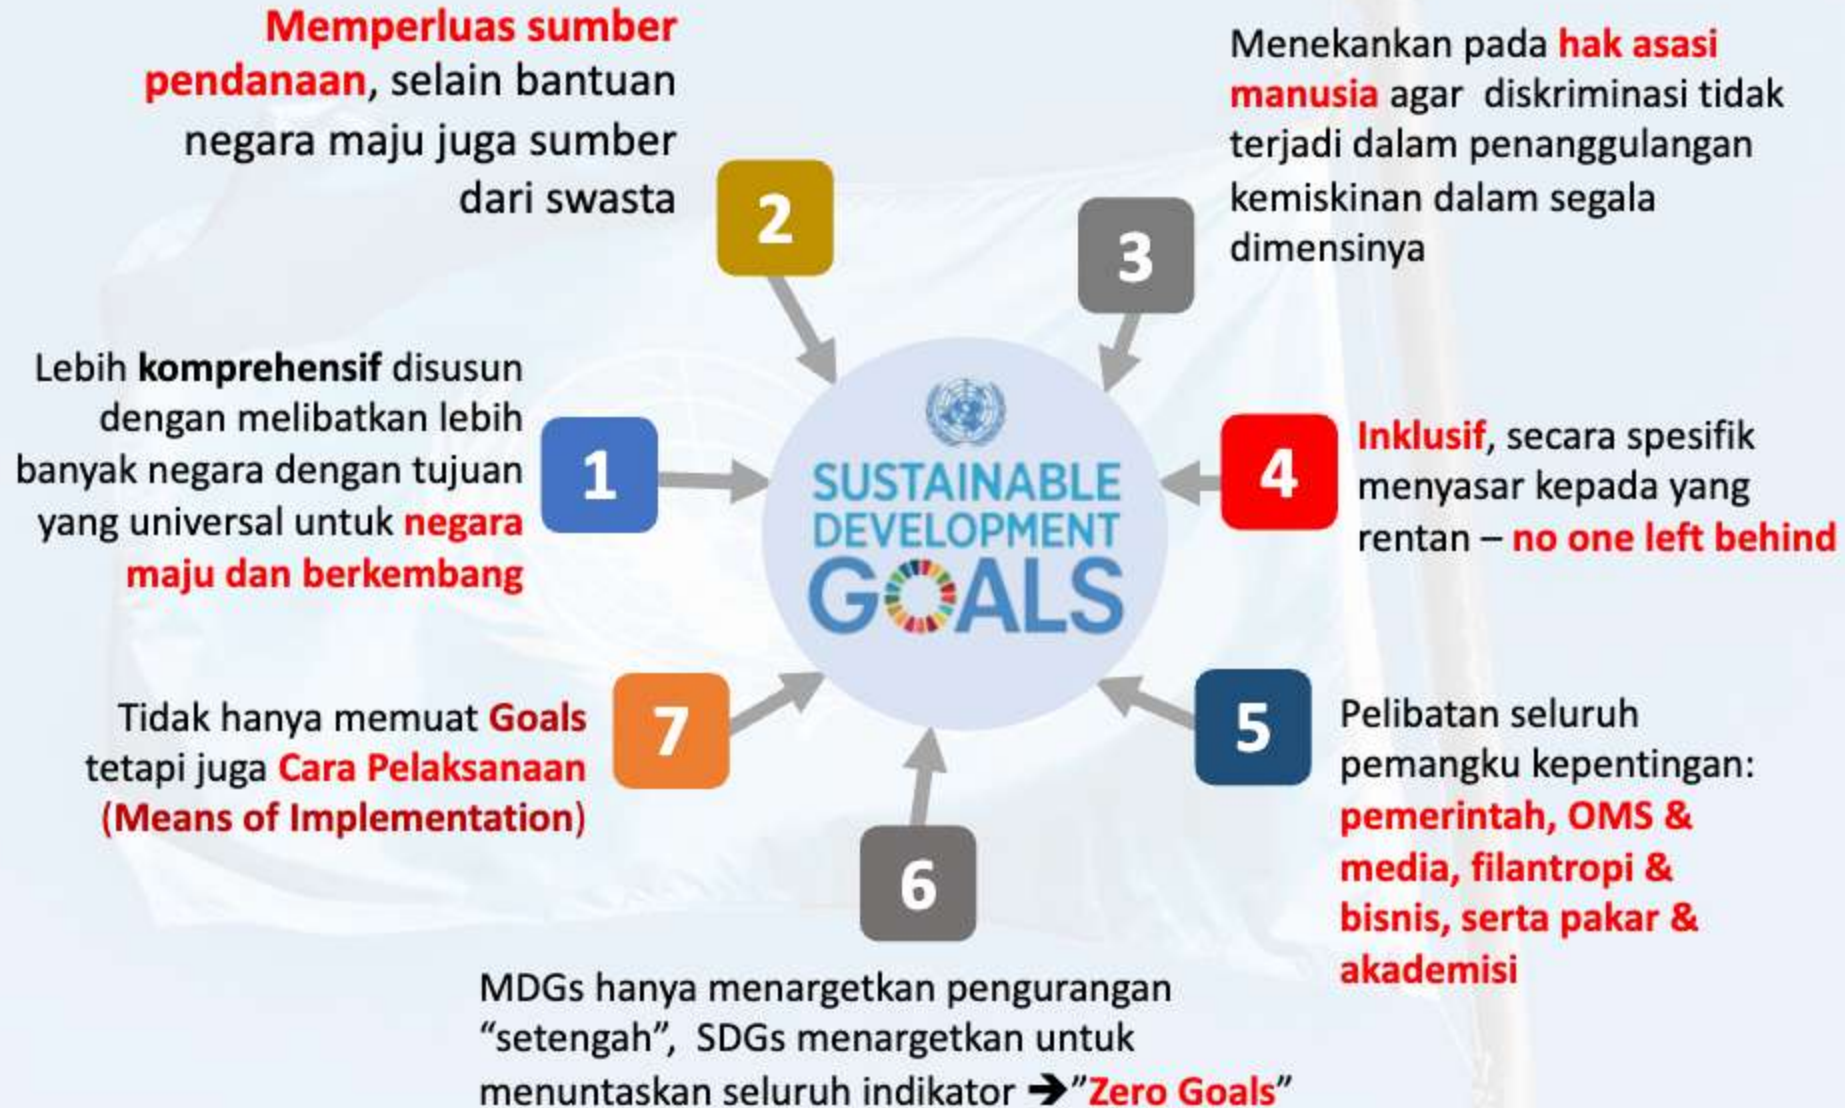 Memperluas sumber
pendanaan, selain bantuan
negara maju juga sumber
dari swasta
2
Menekankan pada hak asasi
manusia agar diskriminasi tidak
terjadi dalam penanggulangan
kemiskinan dalam segala
dimensinya
3
Lebih komprehensif disusun
dengan melibatkan lebih
banyak negara dengan tujuan
yang universal untuk negara
maju dan berkembang
1
SUSTAINABLE
DEVELOPMENT
GOALS
4
Inklusif, secara spesifik
menyasar kepada yang
rentan – no one left behind
Tidak hanya memuat Goals
tetapi juga Cara Pelaksanaan
(Means of Implementation)
7
5
Pelibatan seluruh
pemangku kepentingan:
pemerintah, OMS &
media, filantropi &
bisnis, serta pakar &
akademisi
6
MDGs hanya menargetkan pengurangan
“setengah”, SDGs menargetkan untuk
menuntaskan seluruh indikator ➔”Zero Goals”